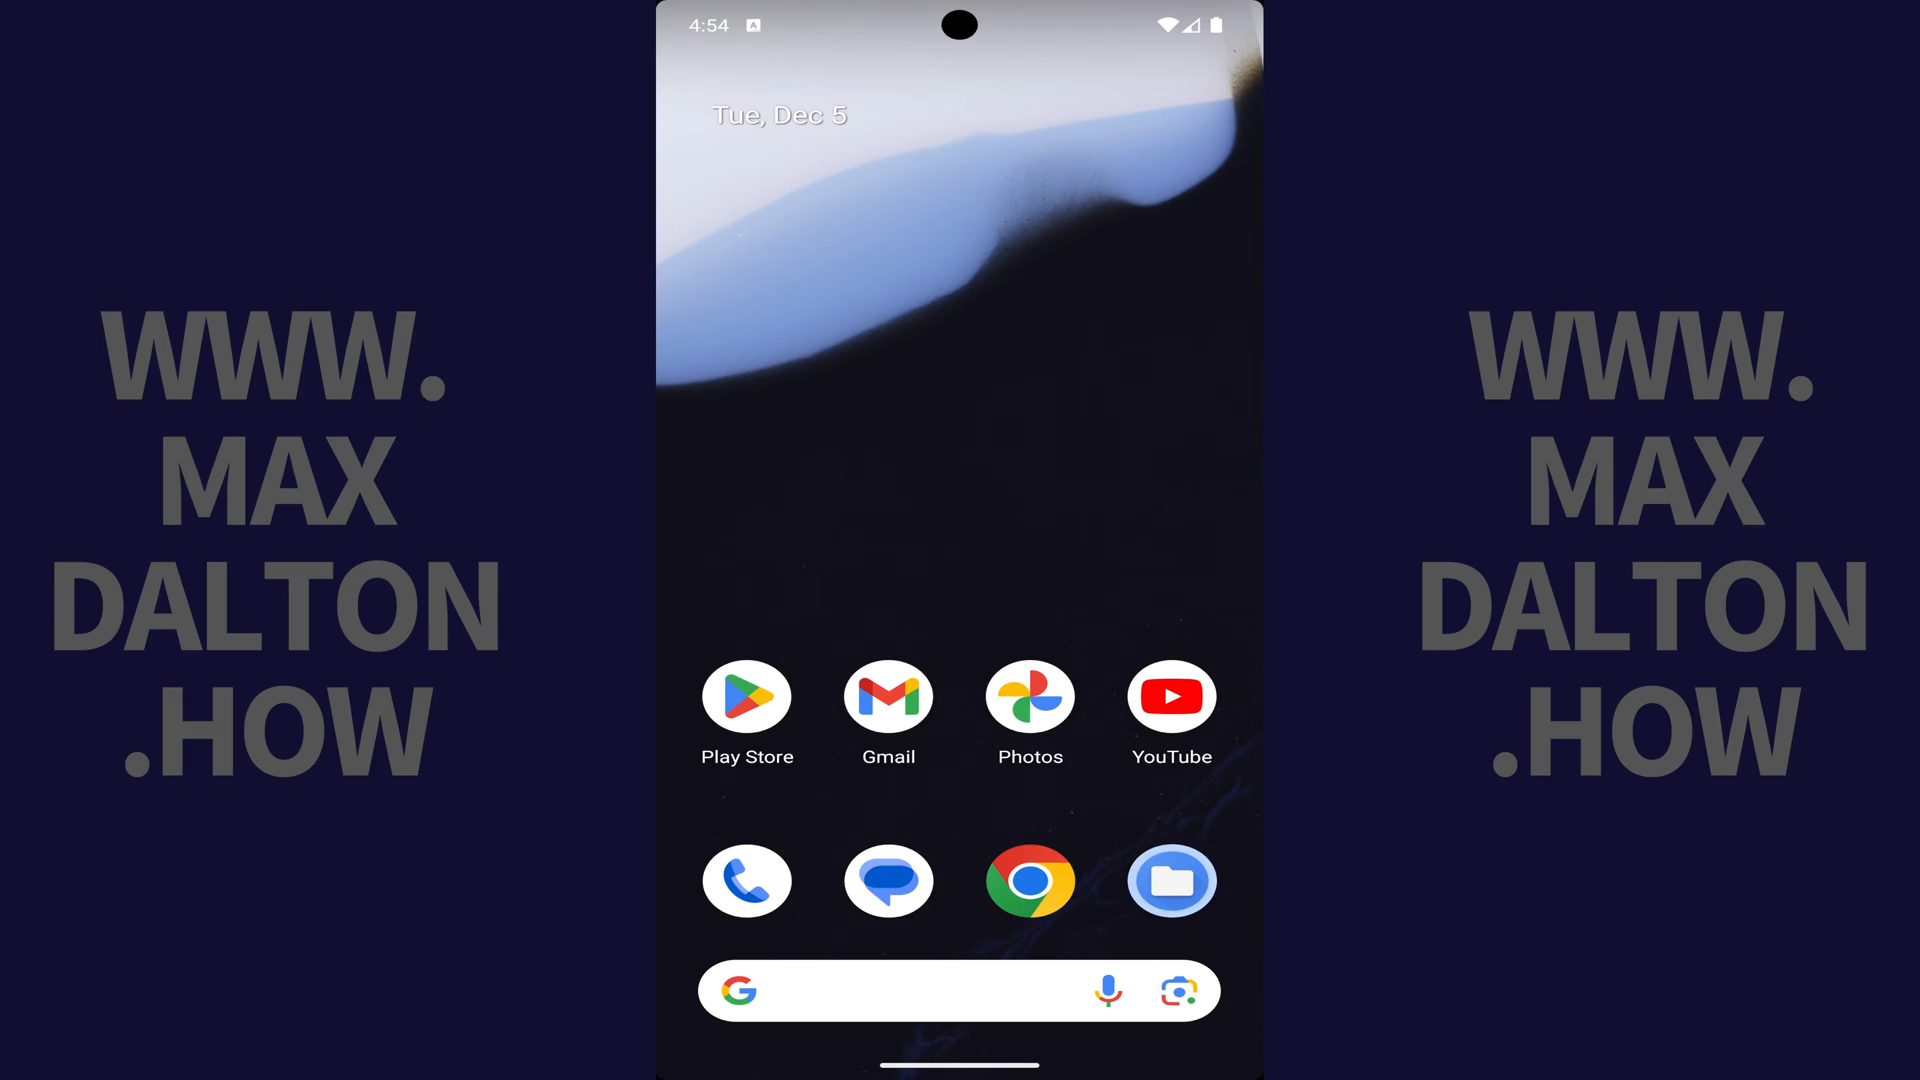 WWW.
MAX
DALTON
.HOW
4:54
Tue, Dec 5
Play Store
Gmail
Photos
YouTube
WWW.
MAX
DALTON
.HOW